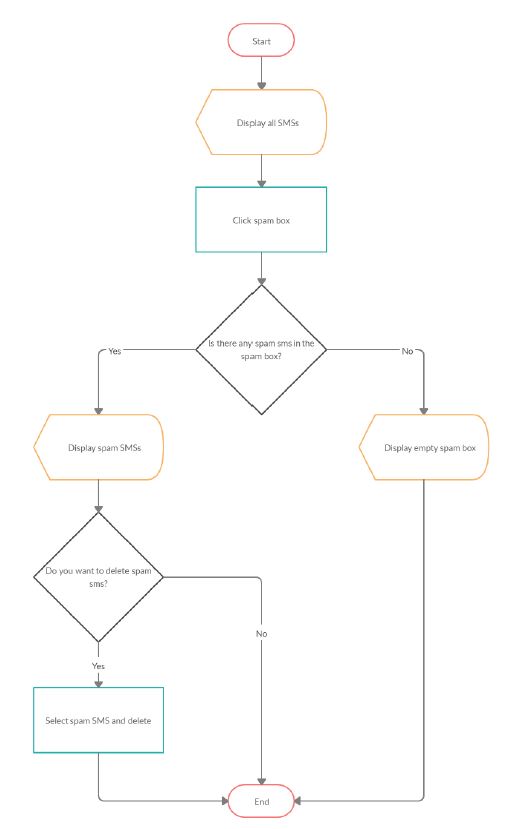 Start
Display all SMSs
Click spam box
Is there any spam sms in the
spam box?
Yes
No
Display spam SMSs
Display empty spam box
Do you want to delete spam
sms?
No
Yes
Select spam SMS and delete
End